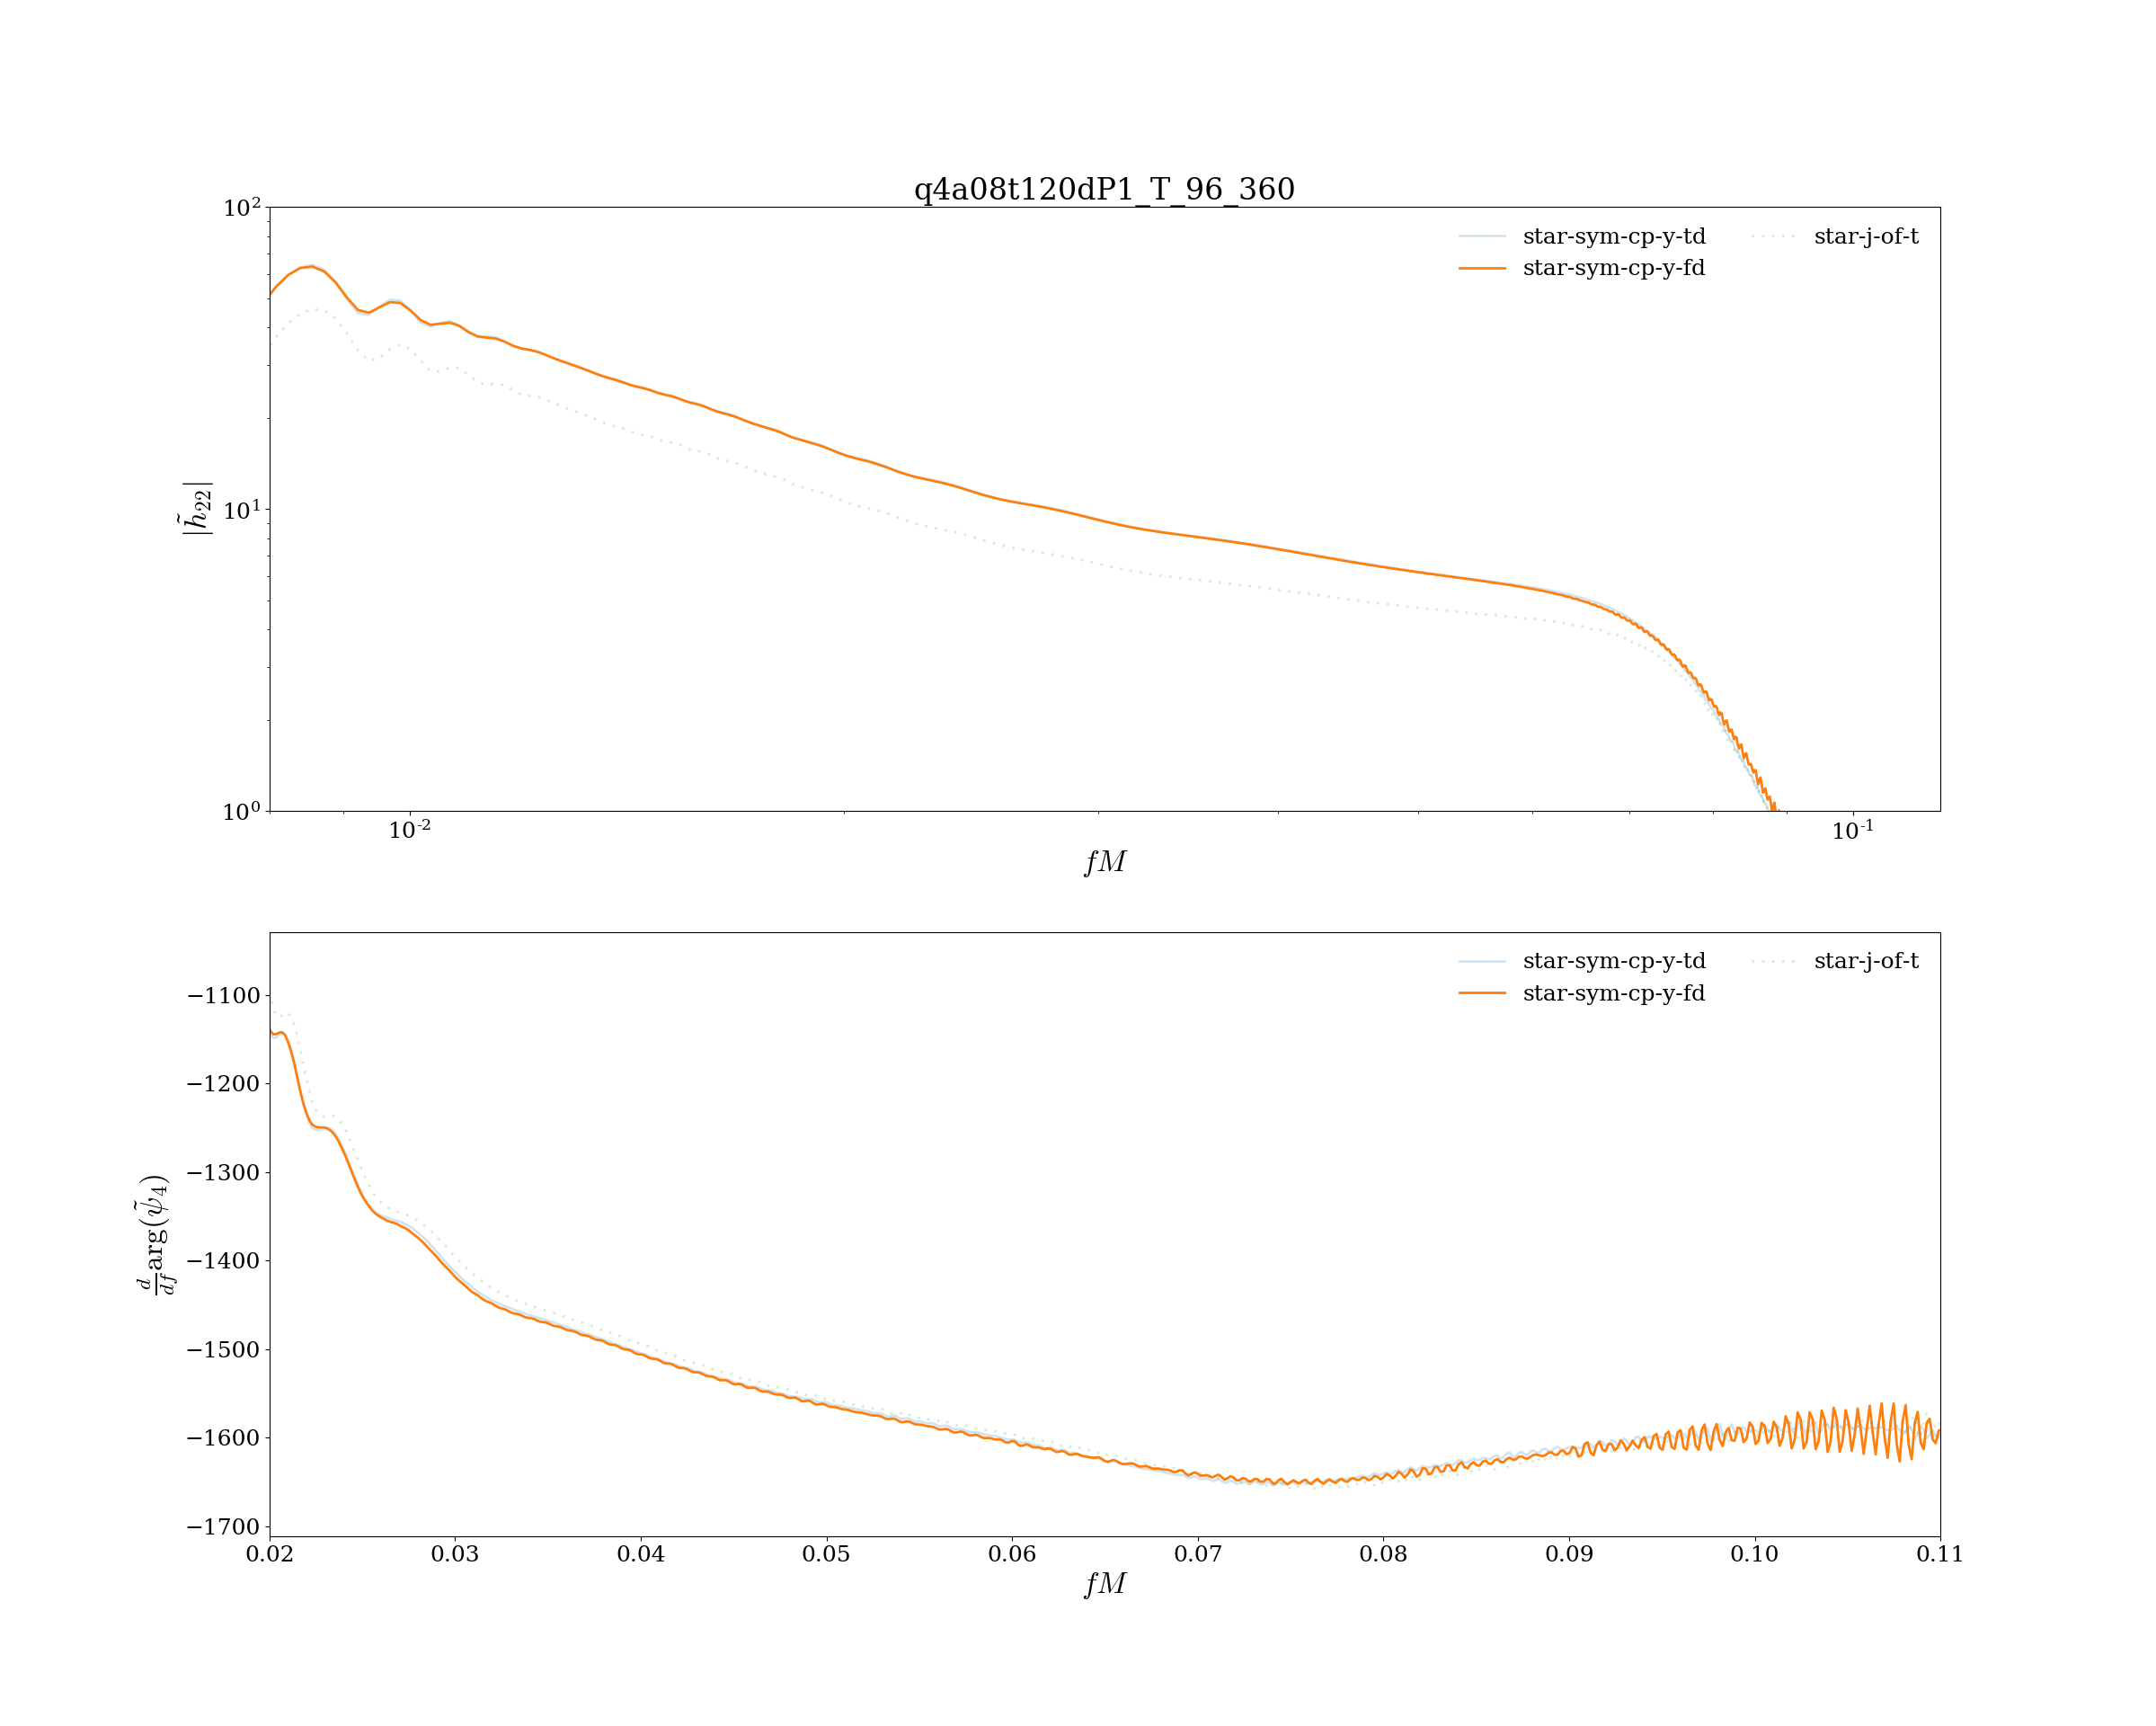 q4a08t120dP1_T_96_360
10²
10¹
10⁰
|h̃₂₂|
star-sym-cp-y-td
star-sym-cp-y-fd
star-j-of-t
10⁻²
10⁻¹
fM
−1100
−1200
−1300
−1400
−1500
−1600
−1700
d/df arg(ψ̃₄)
star-sym-cp-y-td
star-sym-cp-y-fd
star-j-of-t
0.02 0.03 0.04 0.05 0.06 0.07 0.08 0.09 0.10 0.11
fM